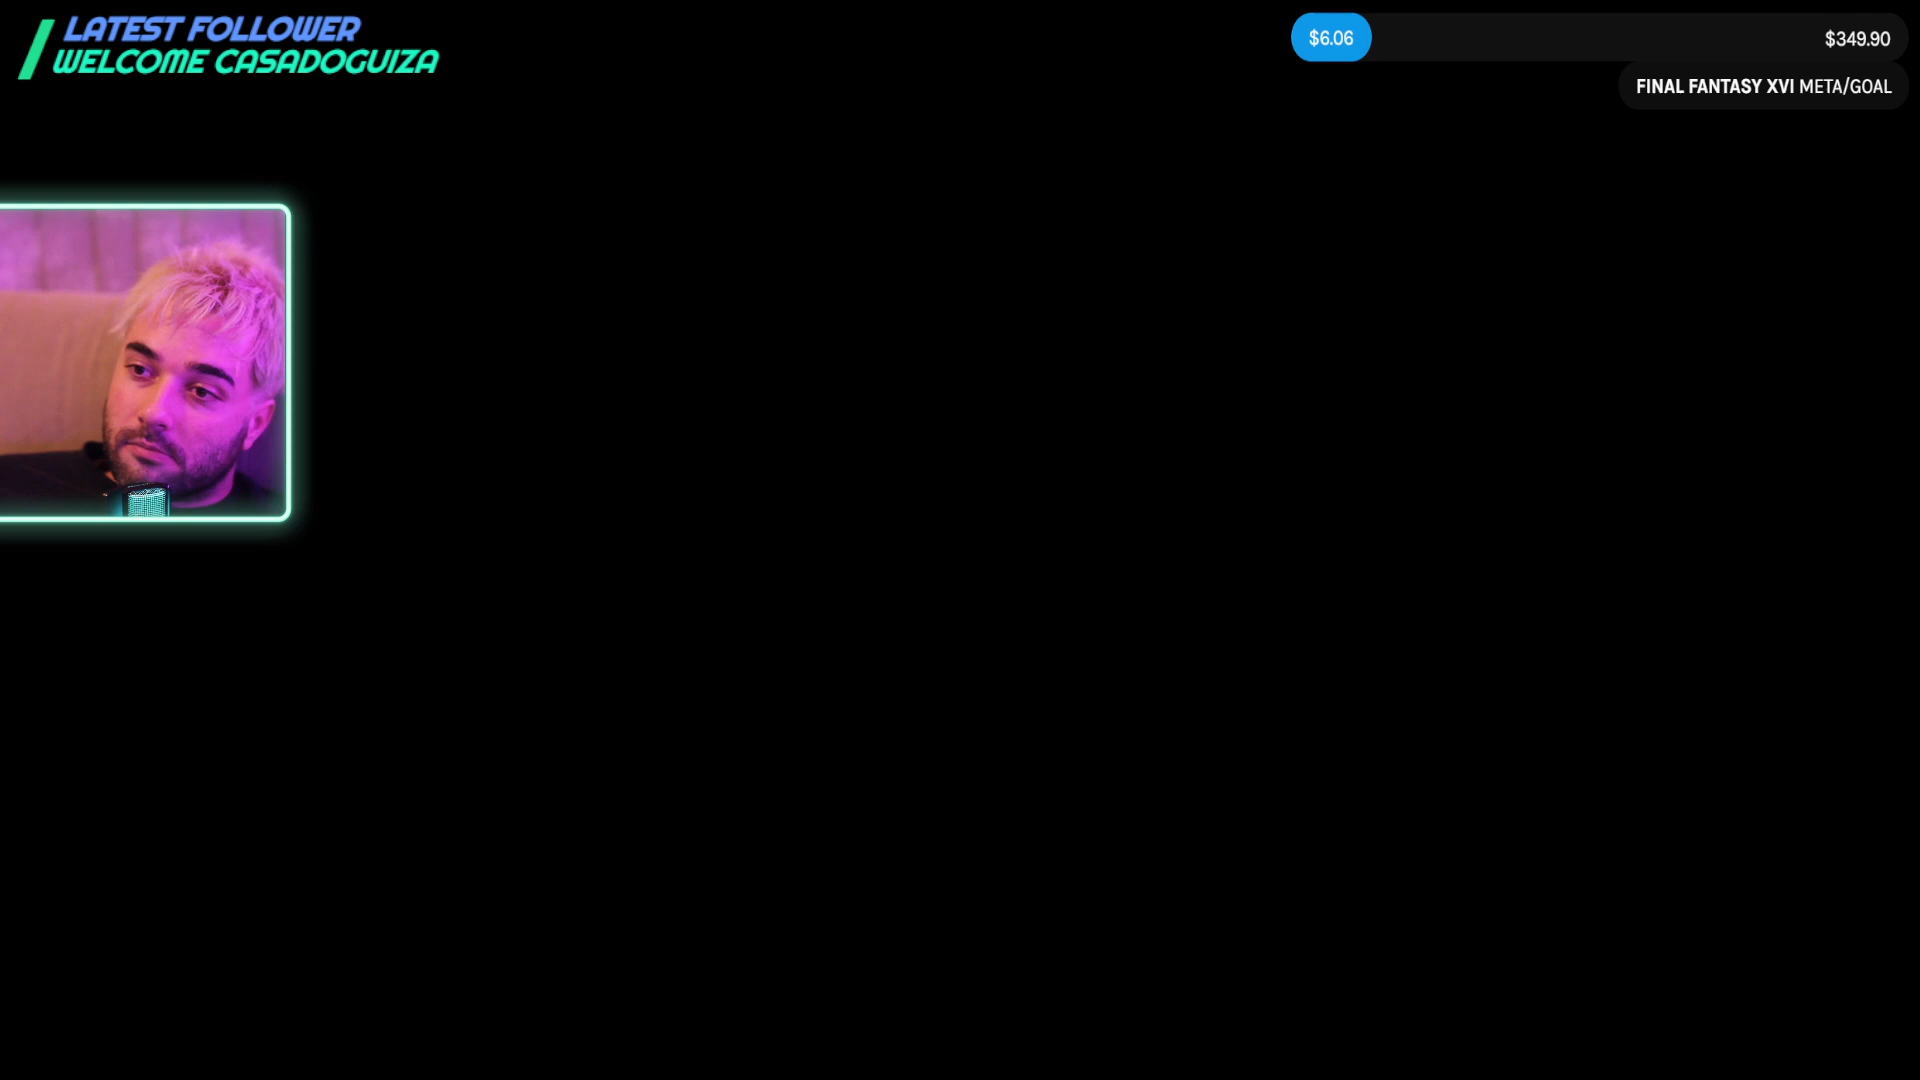 LATEST FOLLOWER
WELCOME CASADOGUIZA
$6.06
$349.90
FINAL FANTASY XVI META/GOAL